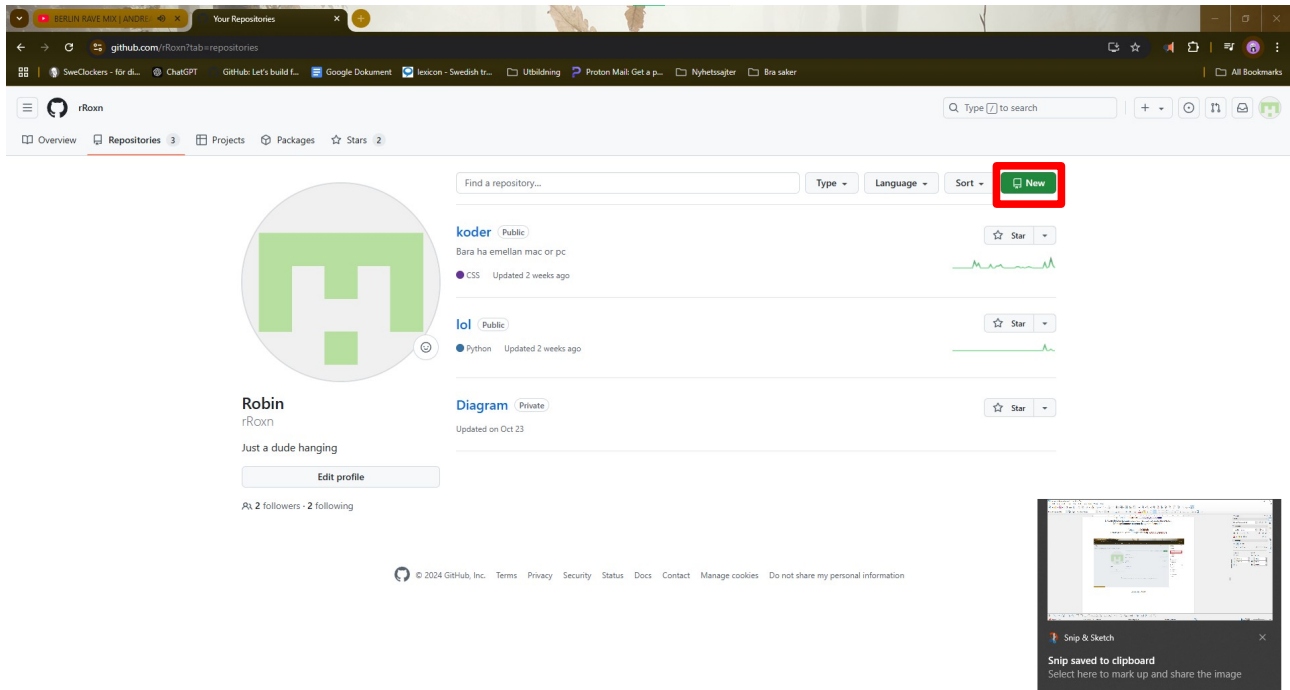 BERLIN RAVE MIX | ANDRE
Your Repositories
github.com/rRoxn?tab=repositories
SweClockers - för di...
ChatGPT
GitHub: Let's build f...
Google Dokument
lexicon - Swedish tr...
Utbildning
Proton Mail: Get a p...
Nyhetssajter
Bra saker
All Bookmarks
rRoxn
Type / to search
Overview
Repositories 3
Projects
Packages
Stars 2
Find a repository...
Type
Language
Sort
New
koder Public
Star
Bara ha emellan mac or pc
CSS Updated 2 weeks ago
lol Public
Star
Python Updated 2 weeks ago
Diagram Private
Star
Updated on Oct 23
Robin
rRoxn
Just a dude hanging
Edit profile
2 followers · 2 following
© 2024 GitHub, Inc. Terms Privacy Security Status Docs Contact Manage cookies Do not share my personal information
Snip & Sketch
Snip saved to clipboard
Select here to mark up and share the image